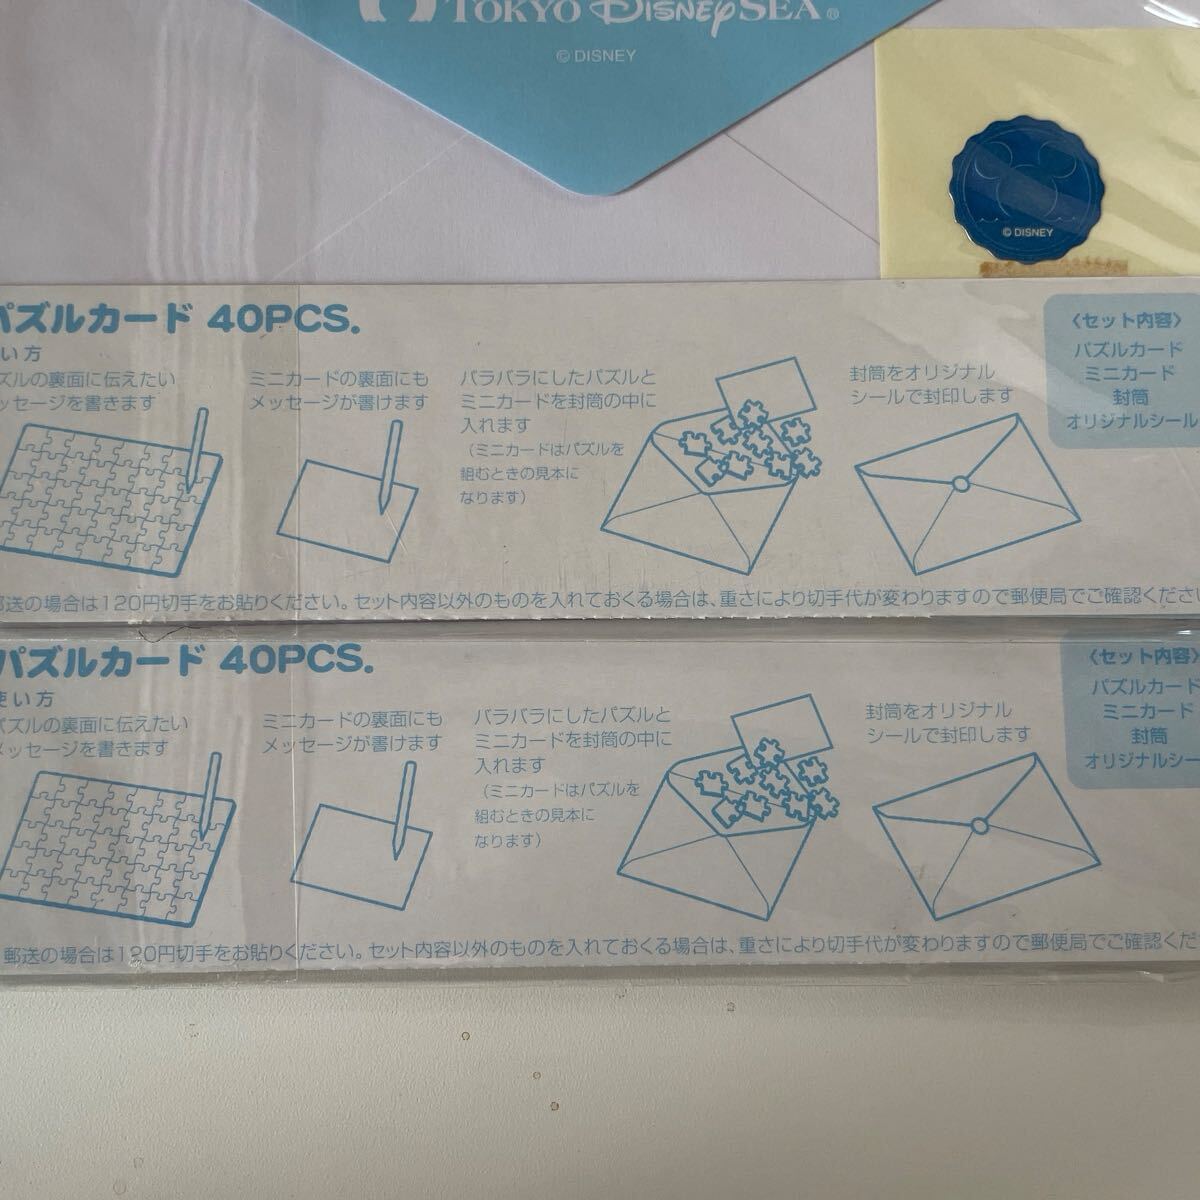 TOKYO DISNEY SEA®
© DISNEY
© DISNEY
パズルカード 40PCS.
い方
ズルの裏面に伝えたい
ッセージを書きます
ミニカードの裏面にも
メッセージが書けます
バラバラにしたパズルと
ミニカードを封筒の中に
入れます
(ミニカードはパズルを
組むときの見本に
なります)
封筒をオリジナル
シールで封印します
〈セット内容〉
パズルカード
ミニカード
封筒
オリジナルシール
郵送の場合は120円切手をお貼りください。セット内容以外のものを入れておくる場合は、重さにより切手代が変わりますので郵便局でご確認ください
パズルカード 40PCS.
使い方
パズルの裏面に伝えたい
メッセージを書きます
ミニカードの裏面にも
メッセージが書けます
バラバラにしたパズルと
ミニカードを封筒の中に
入れます
(ミニカードはパズルを
組むときの見本に
なります)
封筒をオリジナル
シールで封印します
〈セット内容〉
パズルカード
ミニカード
封筒
オリジナルシー
郵送の場合は120円切手をお貼りください。セット内容以外のものを入れておくる場合は、重さにより切手代が変わりますので郵便局でご確認くだ